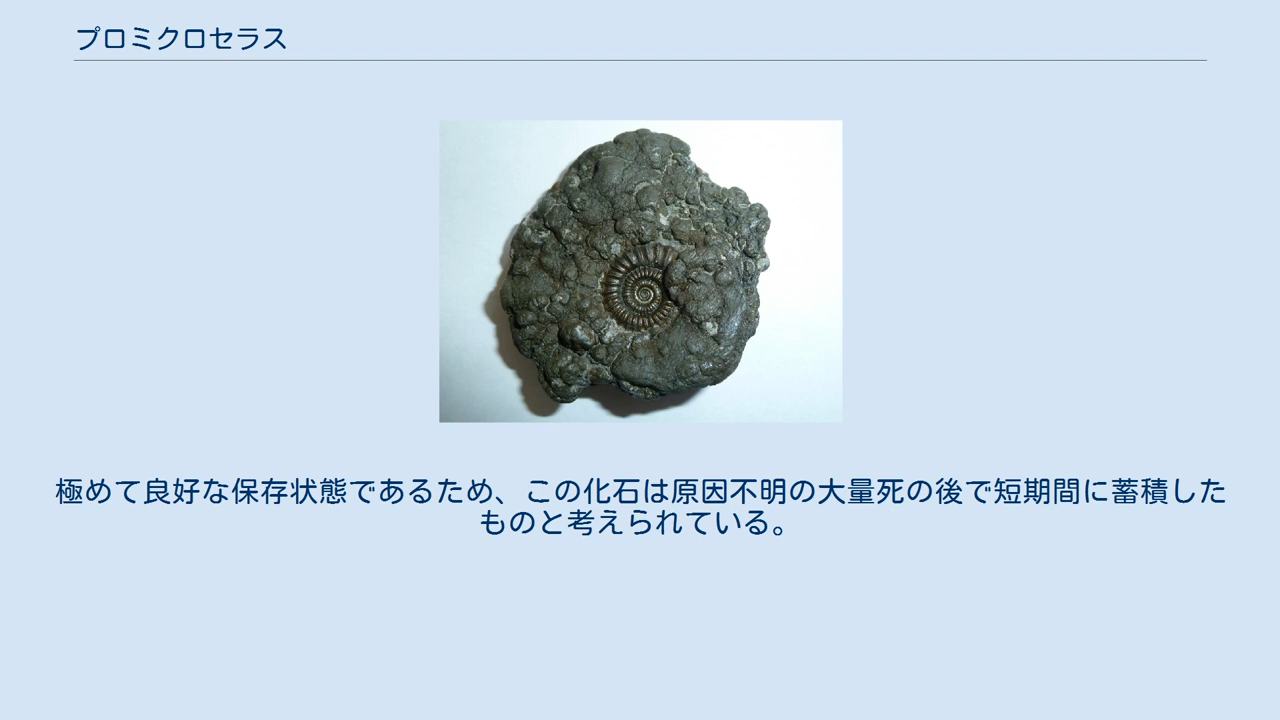 プロミクロセラス
極めて良好な保存状態であるため、この化石は原因不明の大量死の後で短期間に蓄積した
ものと考えられている。